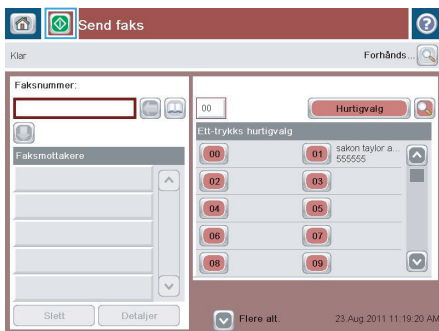 Send faks
Klar
Forhånds...
Faksnummer:
Faksmottakere
00
Hurtigvalg
Ett-trykks hurtigvalg
00
01 sakon taylor a...
555555
02 03
04 05
06 07
08 09
Slett Detaljer
Flere alt.
23 Aug 2011 11:19:20 AM